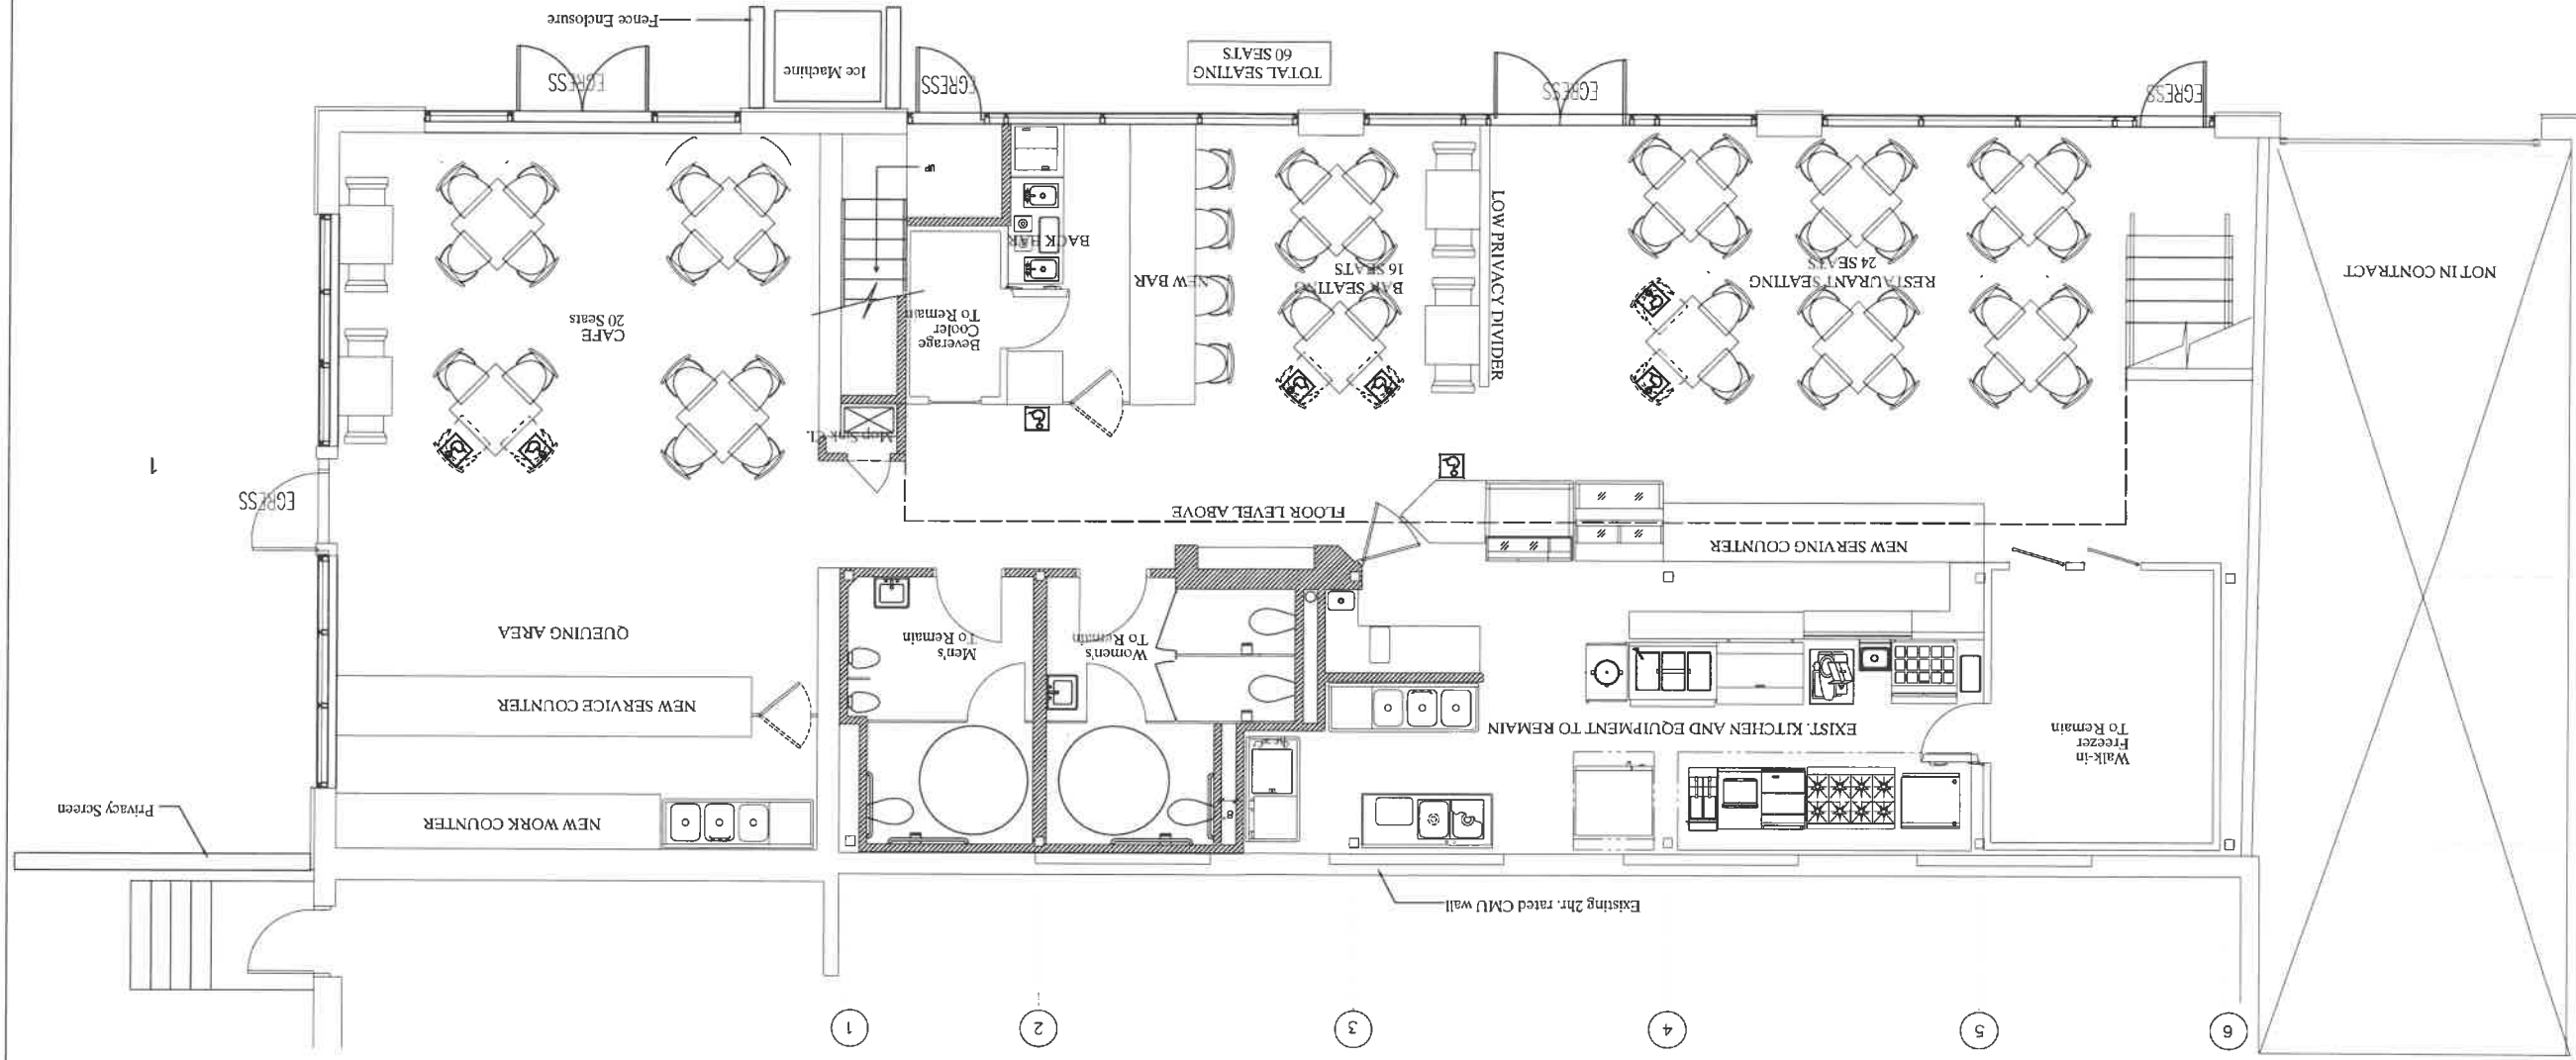 6
5
4
3
2
1
Existing 2hr. rated CMU wall
NEW WORK COUNTER
Privacy Screen
8"
Walk-in
Freezer
To Remain
EXIST. KITCHEN AND EQUIPMENT TO REMAIN
NEW SERVICE COUNTER
Women's
To Remain
Men's
To Remain
QUEUING AREA
NEW SERVING COUNTER
FLOOR LEVEL ABOVE
EGRESS
1
Mop Sink Cl.
NOT IN CONTRACT
RESTAURANT SEATING
24 SEATS
LOW PRIVACY DIVIDER
BAR SEATING
16 SEATS
NEW BAR
BACK BAR
Beverage
Cooler
To Remain
CAFE
20 Seats
UP
EGRESS
EGRESS
TOTAL SEATING
60 SEATS
EGRESS
Ice Machine
EGRESS
Fence Enclosure